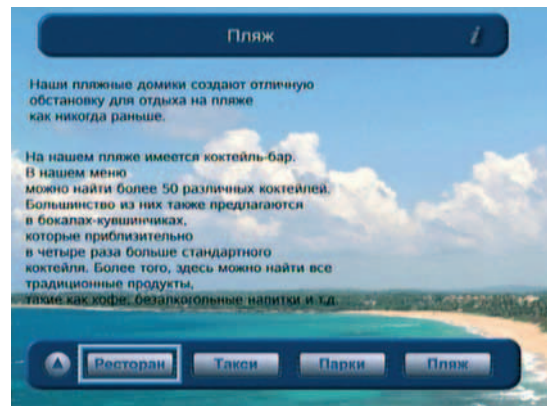 Пляж
i
Наши пляжные домики создают отличную
обстановку для отдыха на пляже
как никогда раньше.
На нашем пляже имеется коктейль-бар.
В нашем меню
можно найти более 50 различных коктейлей.
Большинство из них также предлагаются
в бокалах-кувшинчиках,
которые приблизительно
в четыре раза больше стандартного
коктейля. Более того, здесь можно найти все
традиционные продукты,
такие как кофе, безалкогольные напитки и т.д.
Ресторан Такси Парки Пляж